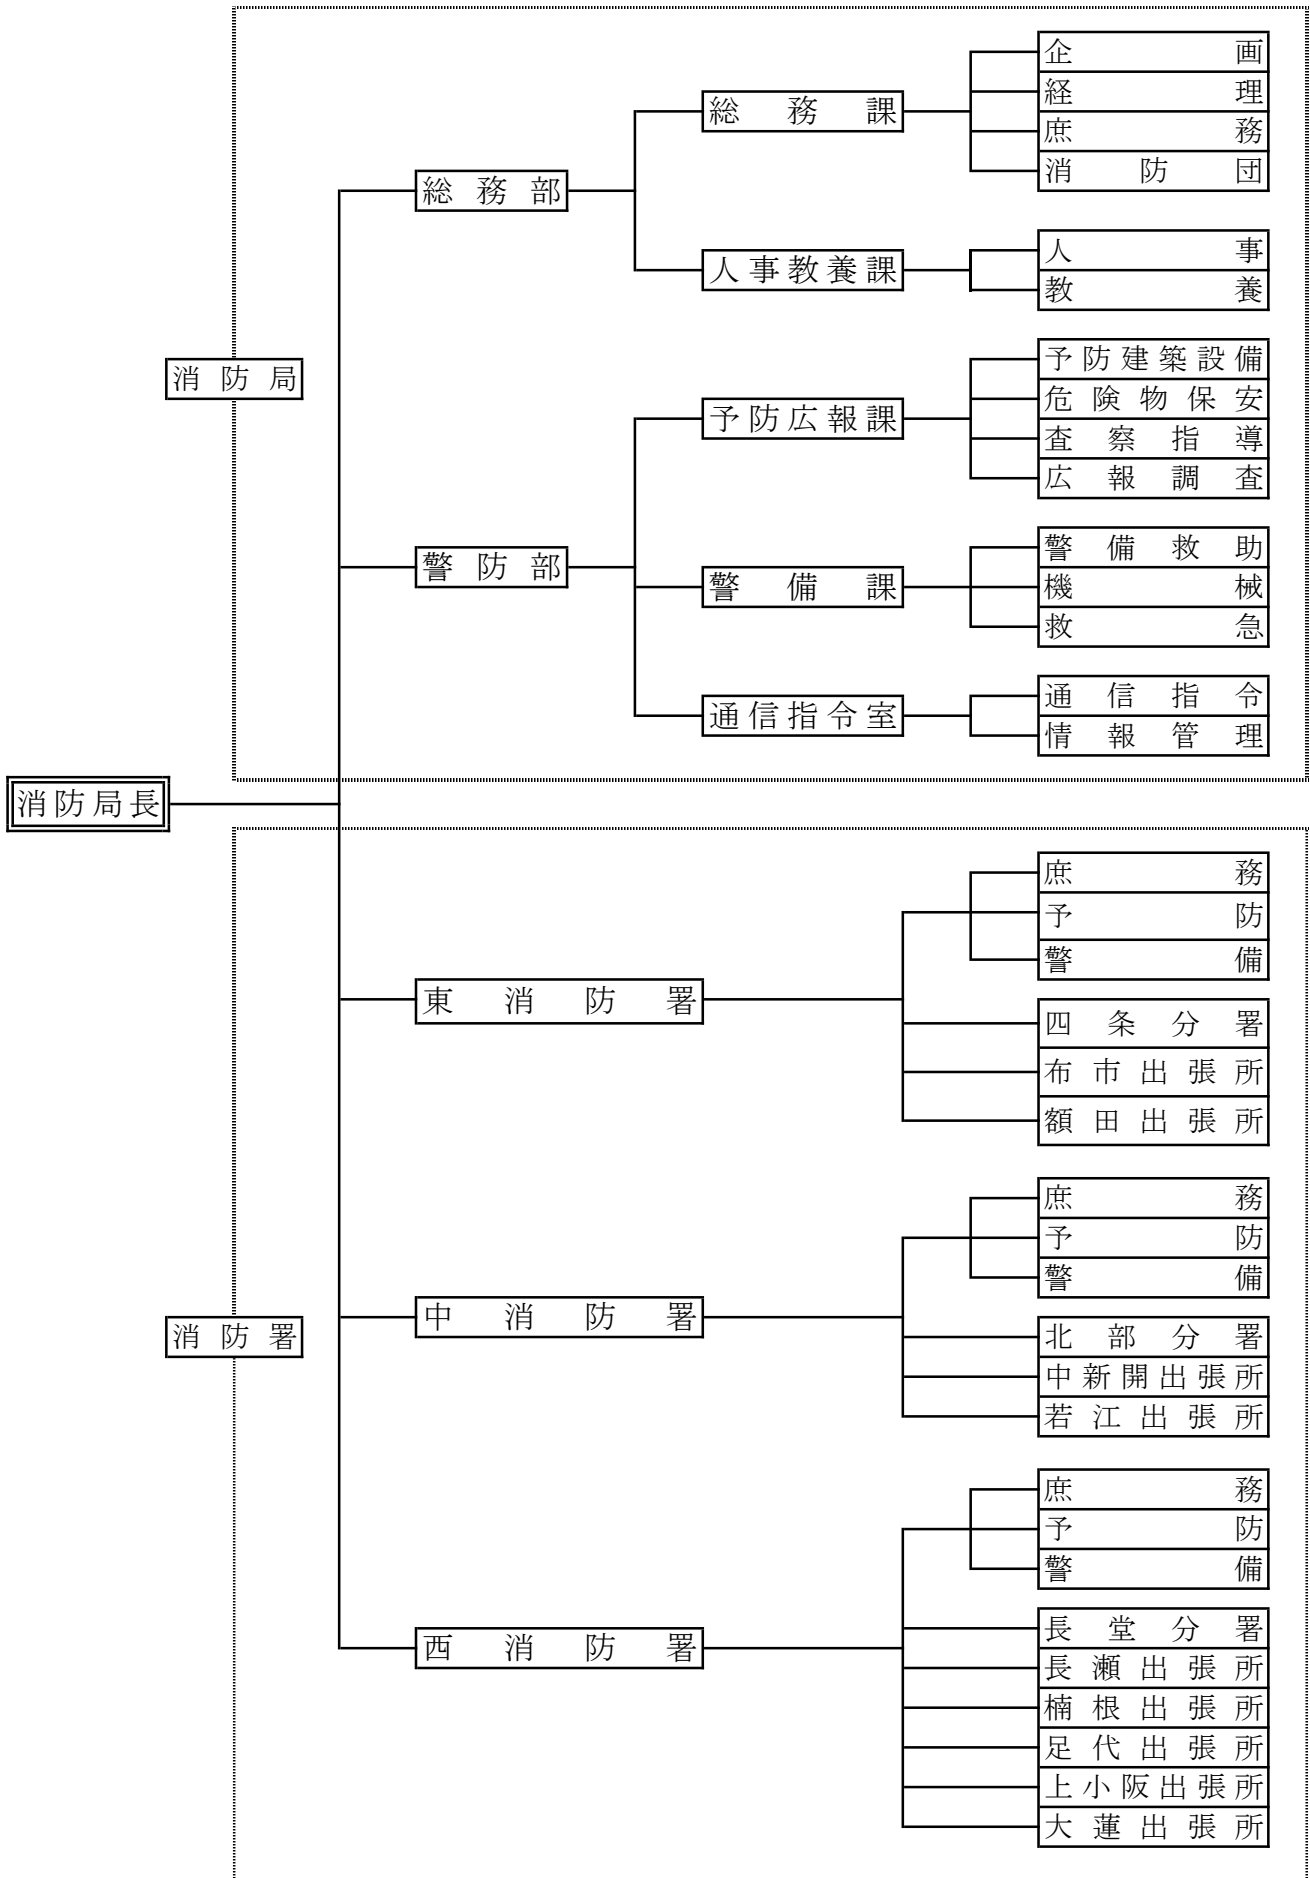 企画
経理
総務課
庶務
消防団
総務部
人事
人事教養課
教養
予防建築設備
消防局
危険物保安
予防広報課
査察指導
広報調査
警備救助
警防部
警備課
機械
救急
通信指令
通信指令室
情報管理
消防局長
庶務
予防
警備
東消防署
四条分署
布市出張所
額田出張所
庶務
予防
警備
中消防署
消防署
北部分署
中新開出張所
若江出張所
庶務
予防
警備
西消防署
長堂分署
長瀬出張所
楠根出張所
足代出張所
上小阪出張所
大蓮出張所